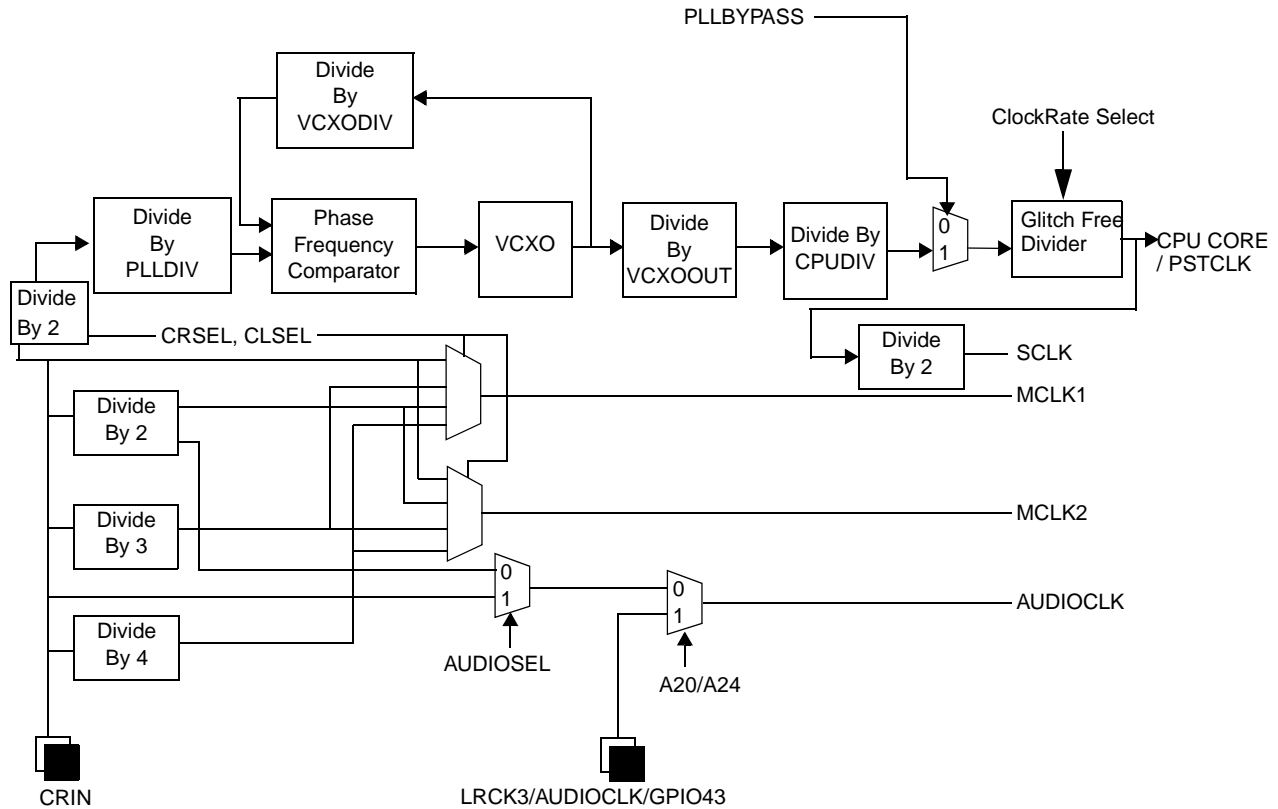 PLLBYPASS
Divide
By
VCXODIV
ClockRate Select
Divide
By
PLLDIV
Phase
Frequency
Comparator
VCXO
Divide
By
VCXOOUT
Divide By
CPUDIV
0
1
Glitch Free
Divider
CPU CORE
/ PSTCLK
Divide
By 2
CRSEL, CLSEL
Divide
By 2
SCLK
MCLK1
Divide
By 2
Divide
By 3
MCLK2
0
1
0
1
AUDIOCLK
Divide
By 4
AUDIOSEL
A20/A24
CRIN
LRCK3/AUDIOCLK/GPIO43